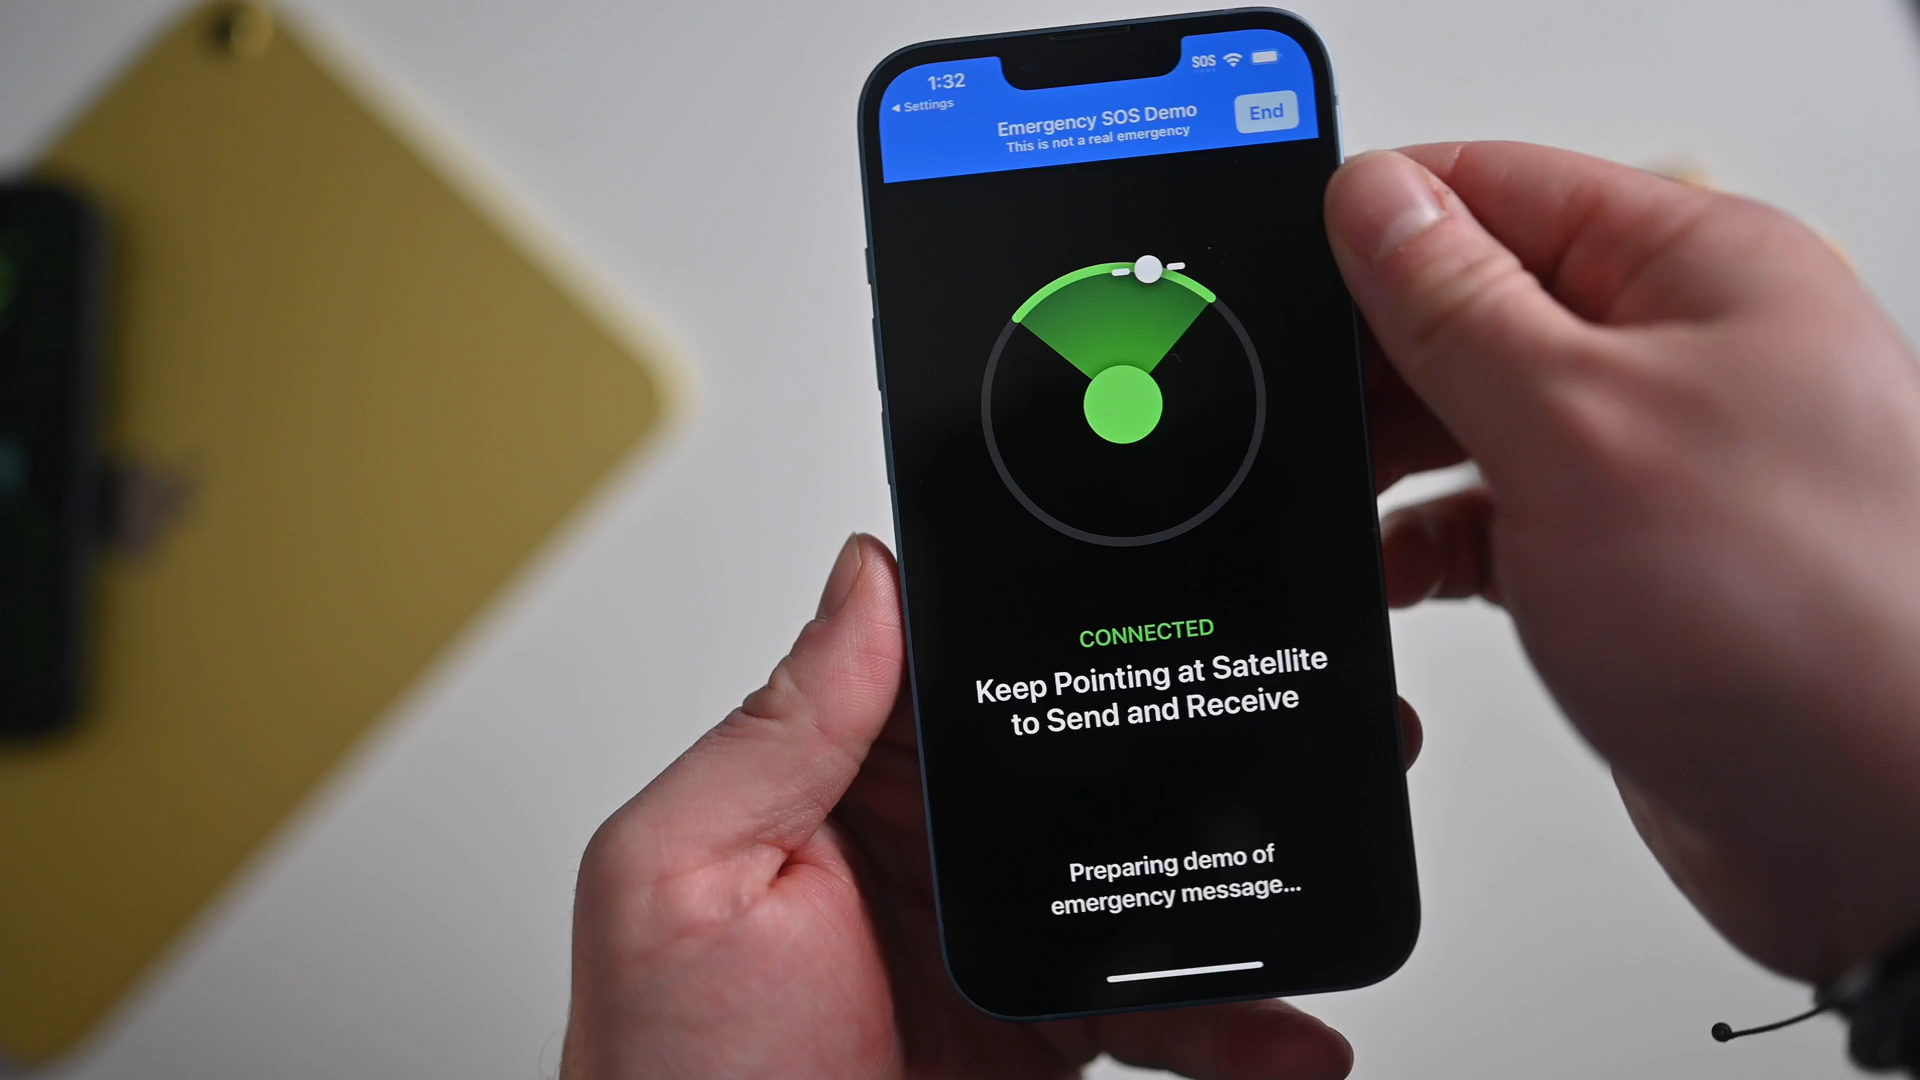 1:32
SOS
◀ Settings
Emergency SOS Demo
This is not a real emergency
End
CONNECTED
Keep Pointing at Satellite
to Send and Receive
Preparing demo of
emergency message...